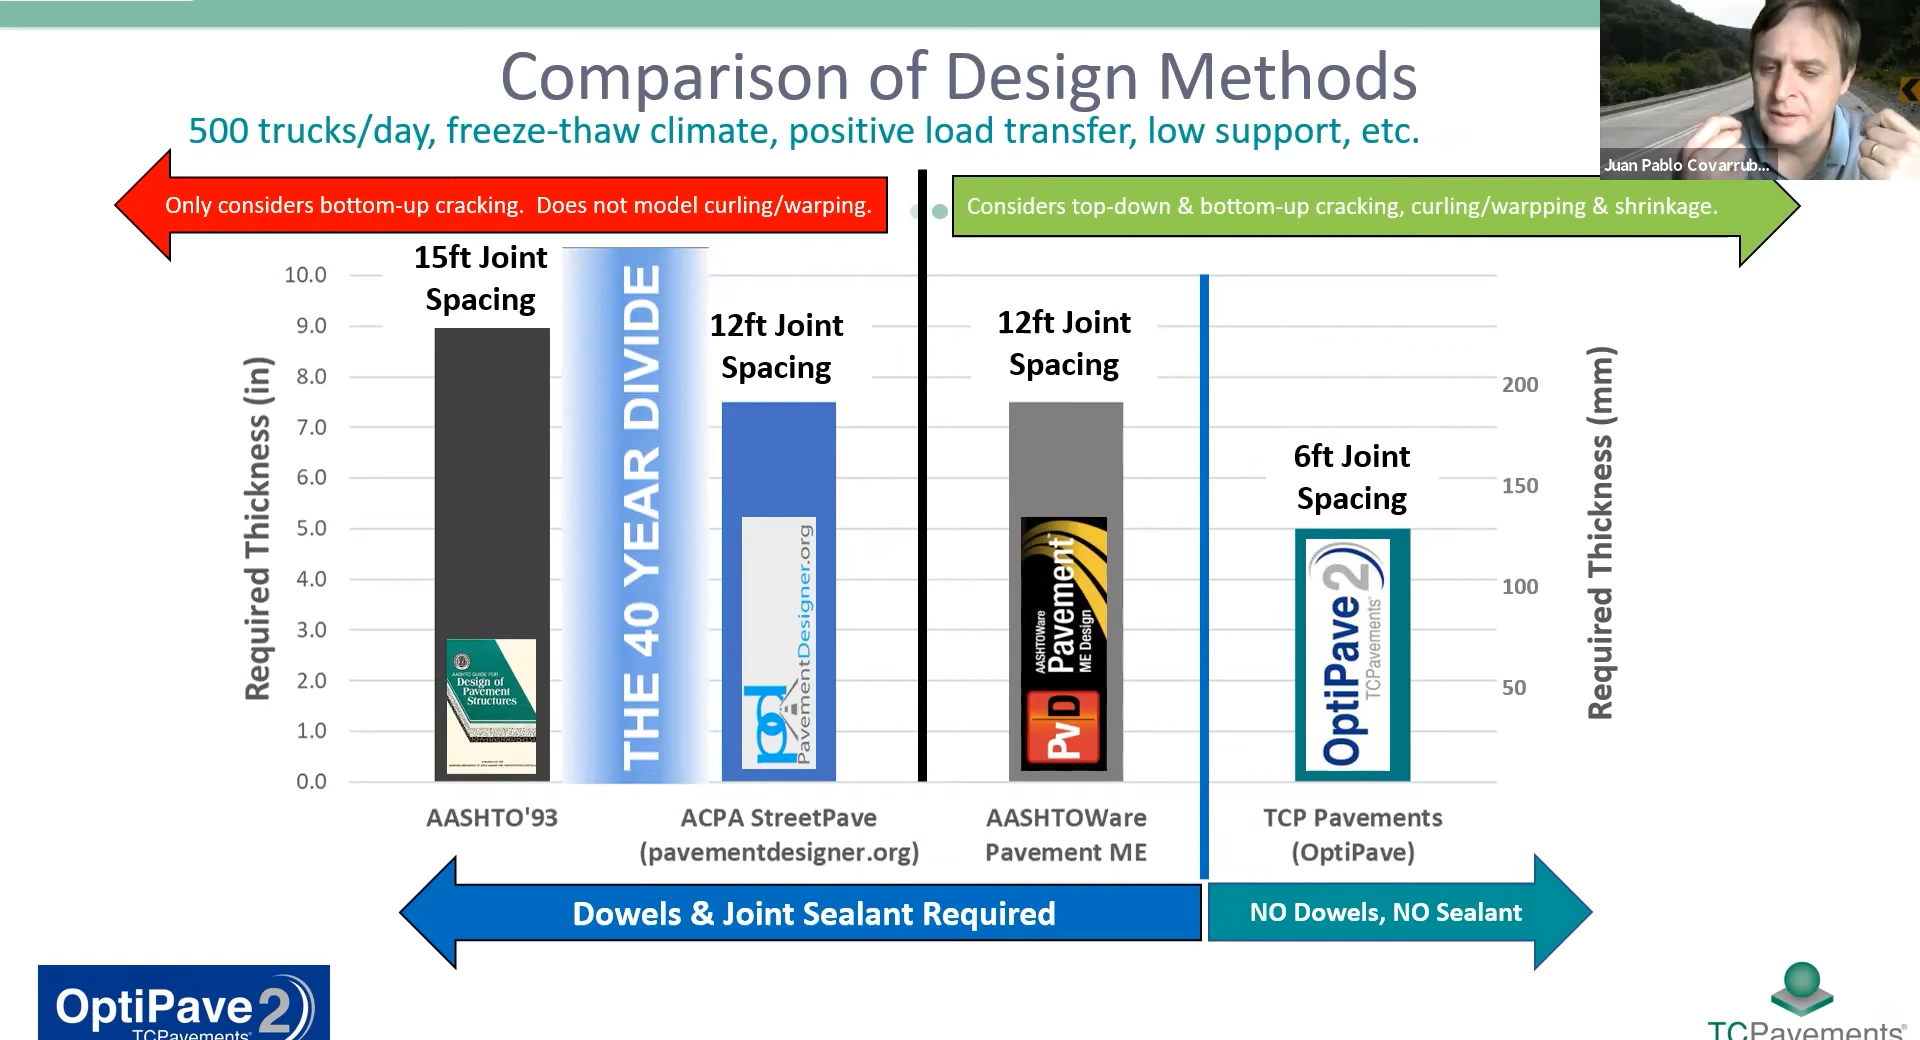 Comparison of Design Methods
500 trucks/day, freeze-thaw climate, positive load transfer, low support, etc.
Juan Pablo Covarrub...
Only considers bottom-up cracking. Does not model curling/warping.
Considers top-down & bottom-up cracking, curling/warpping & shrinkage.
15ft Joint
Spacing
12ft Joint
Spacing
12ft Joint
Spacing
6ft Joint
Spacing
THE 40 YEAR DIVIDE
Required Thickness (in)
10.0
9.0
8.0
7.0
6.0
5.0
4.0
3.0
2.0
1.0
0.0
200
150
100
50
Required Thickness (mm)
AASHTO GUIDE FOR
Design of
Pavement
Structures
pd
PavementDesigner.org
PvD
AASHTOWare
Pavement
ME Design
OptiPave 2
TCPavements®
AASHTO'93
ACPA StreetPave
(pavementdesigner.org)
AASHTOWare
Pavement ME
TCP Pavements
(OptiPave)
Dowels & Joint Sealant Required
NO Dowels, NO Sealant
OptiPave 2
TCPavements®
TCPavements®